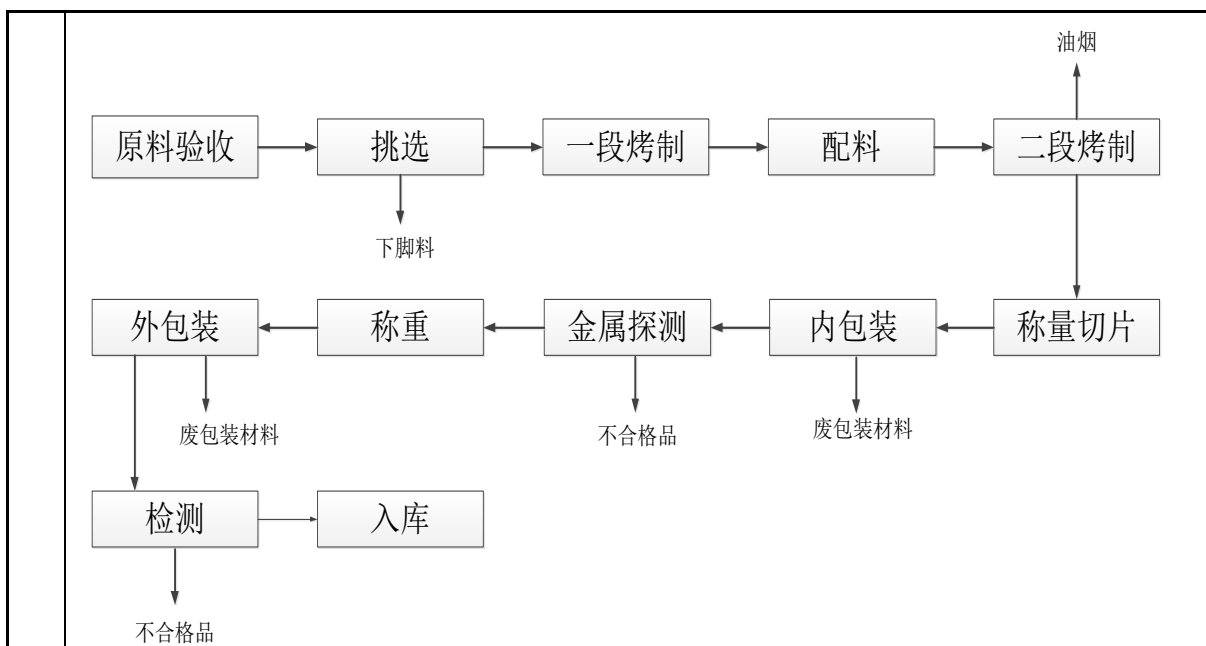 油烟
原料验收
挑选
一段烤制
配料
二段烤制
下脚料
外包装
称重
金属探测
内包装
称量切片
废包装材料
不合格品
废包装材料
检测
入库
不合格品